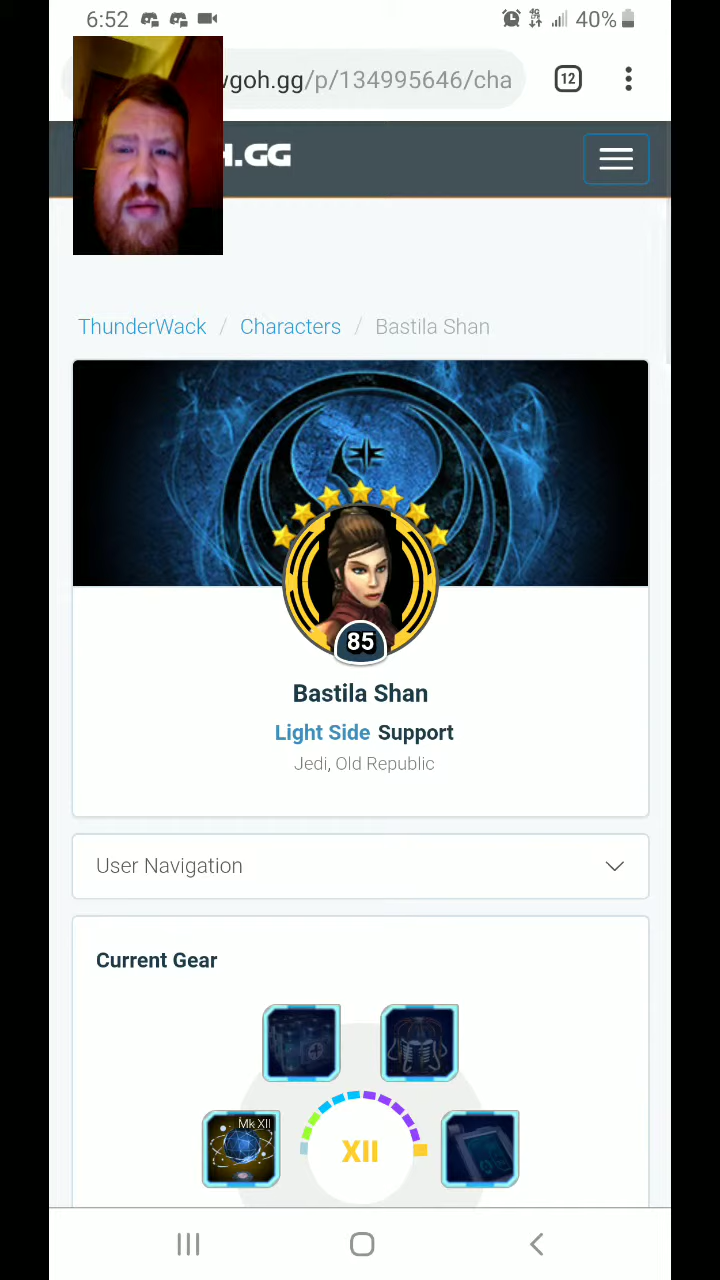 6:52
40%
vgoh.gg/p/134995646/cha
12
H.GG
ThunderWack / Characters / Bastila Shan
85
Bastila Shan
Light Side Support
Jedi, Old Republic
User Navigation
Current Gear
Mk XII
XII